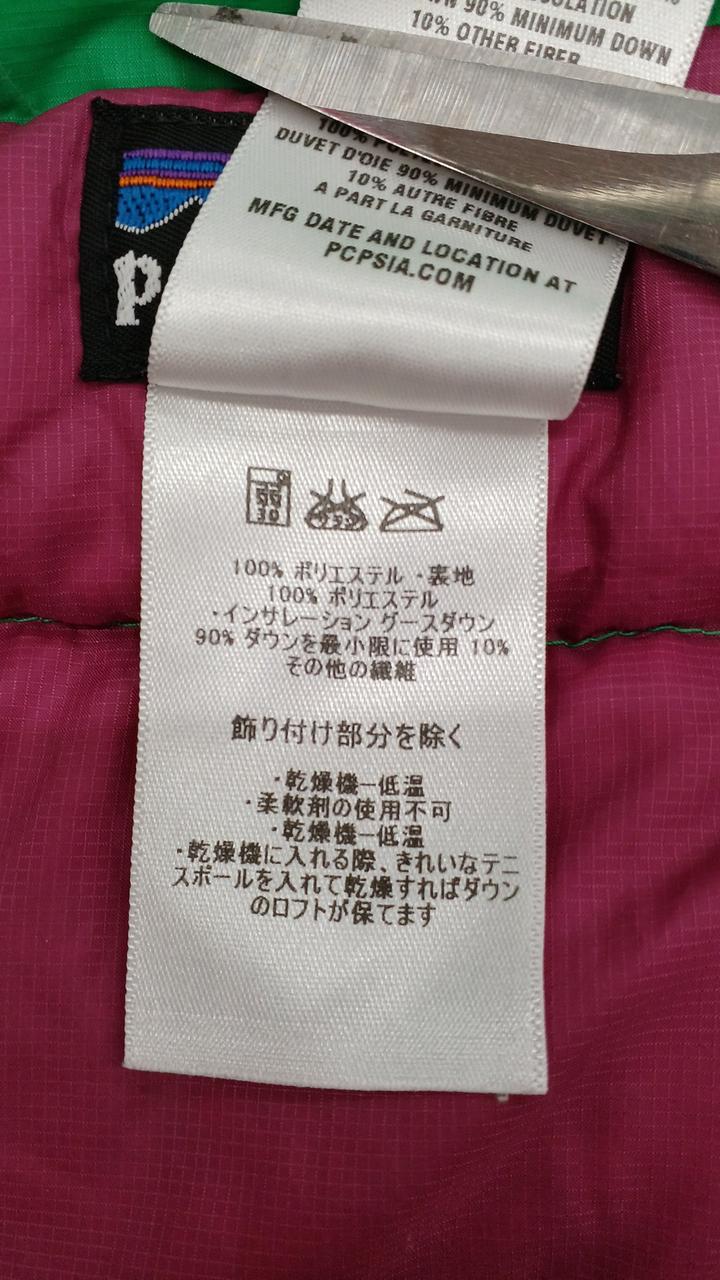 90% MINIMUM DOWN
10% OTHER FIBER
100%
DUVET D'OIE 90% MINIMUM DUVET
10% AUTRE FIBRE
A PART LA GARNITURE
MFG DATE AND LOCATION AT
PCPSIA.COM
p
30
100% ポリエステル ・裏地
100% ポリエステル
・インサレーション グースダウン
90% ダウンを最小限に使用 10%
その他の繊維
飾り付け部分を除く
・乾燥機－低温
・柔軟剤の使用不可
・乾燥機－低温
・乾燥機に入れる際、きれいなテニ
スボールを入れて乾燥すればダウン
のロフトが保てます